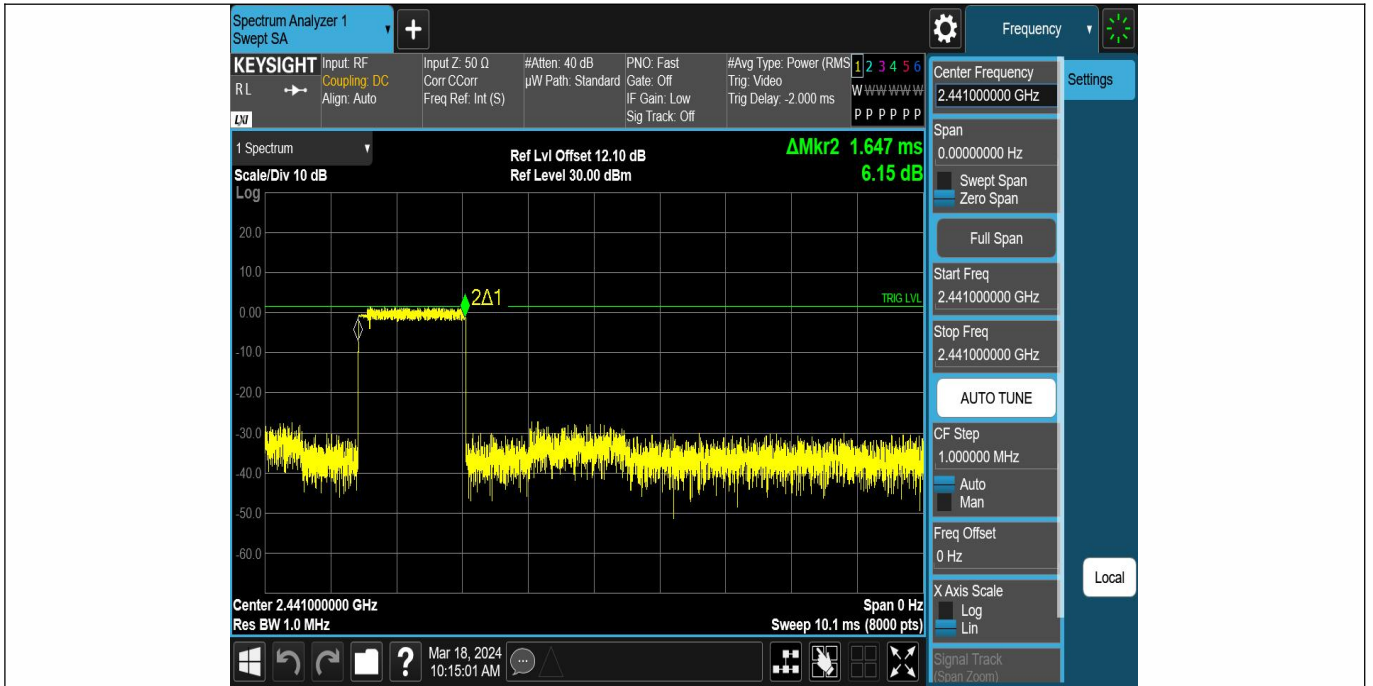 Spectrum Analyzer 1
Swept SA
+
Frequency
KEYSIGHT
RL
LXI
Input: RF
Coupling: DC
Align: Auto
Input Z: 50 Ω
Corr CCorr
Freq Ref: Int (S)
#Atten: 40 dB
µW Path: Standard
PNO: Fast
Gate: Off
IF Gain: Low
Sig Track: Off
#Avg Type: Power (RMS
Trig: Video
Trig Delay: -2.000 ms
1 2 3 4 5 6
W W W W W W
P P P P P P
1 Spectrum
Scale/Div 10 dB
Ref Lvl Offset 12.10 dB
Ref Level 30.00 dBm
ΔMkr2 1.647 ms
6.15 dB
Log
20.0
10.0
0.00
-10.0
-20.0
-30.0
-40.0
-50.0
-60.0
2Δ1
TRIG LVL
Center 2.441000000 GHz
Res BW 1.0 MHz
Span 0 Hz
Sweep 10.1 ms (8000 pts)
Center Frequency
2.441000000 GHz
Settings
Span
0.00000000 Hz
Swept Span
Zero Span
Full Span
Start Freq
2.441000000 GHz
Stop Freq
2.441000000 GHz
AUTO TUNE
CF Step
1.000000 MHz
Auto
Man
Freq Offset
0 Hz
X Axis Scale
Log
Lin
Signal Track
(Span Zoom)
Local
?
Mar 18, 2024
10:15:01 AM